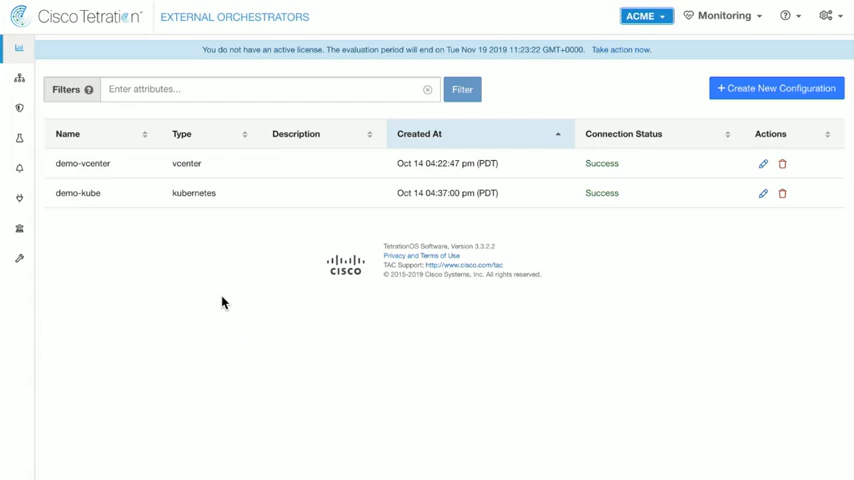 Cisco Tetration™ EXTERNAL ORCHESTRATORS ACME Monitoring
You do not have an active license. The evaluation period will end on Tue Nov 19 2019 11:23:22 GMT+0000. Take action now.
Filters Enter attributes... Filter + Create New Configuration
Name Type Description Created At Connection Status Actions
demo-vcenter vcenter Oct 14 04:22:47 pm (PDT) Success
demo-kube kubernetes Oct 14 04:37:00 pm (PDT) Success
TetrationOS Software, Version 3.3.2.2
Privacy and Terms of Use
TAC Support: http://www.cisco.com/tac
© 2015-2019 Cisco Systems, Inc. All rights reserved.
CISCO